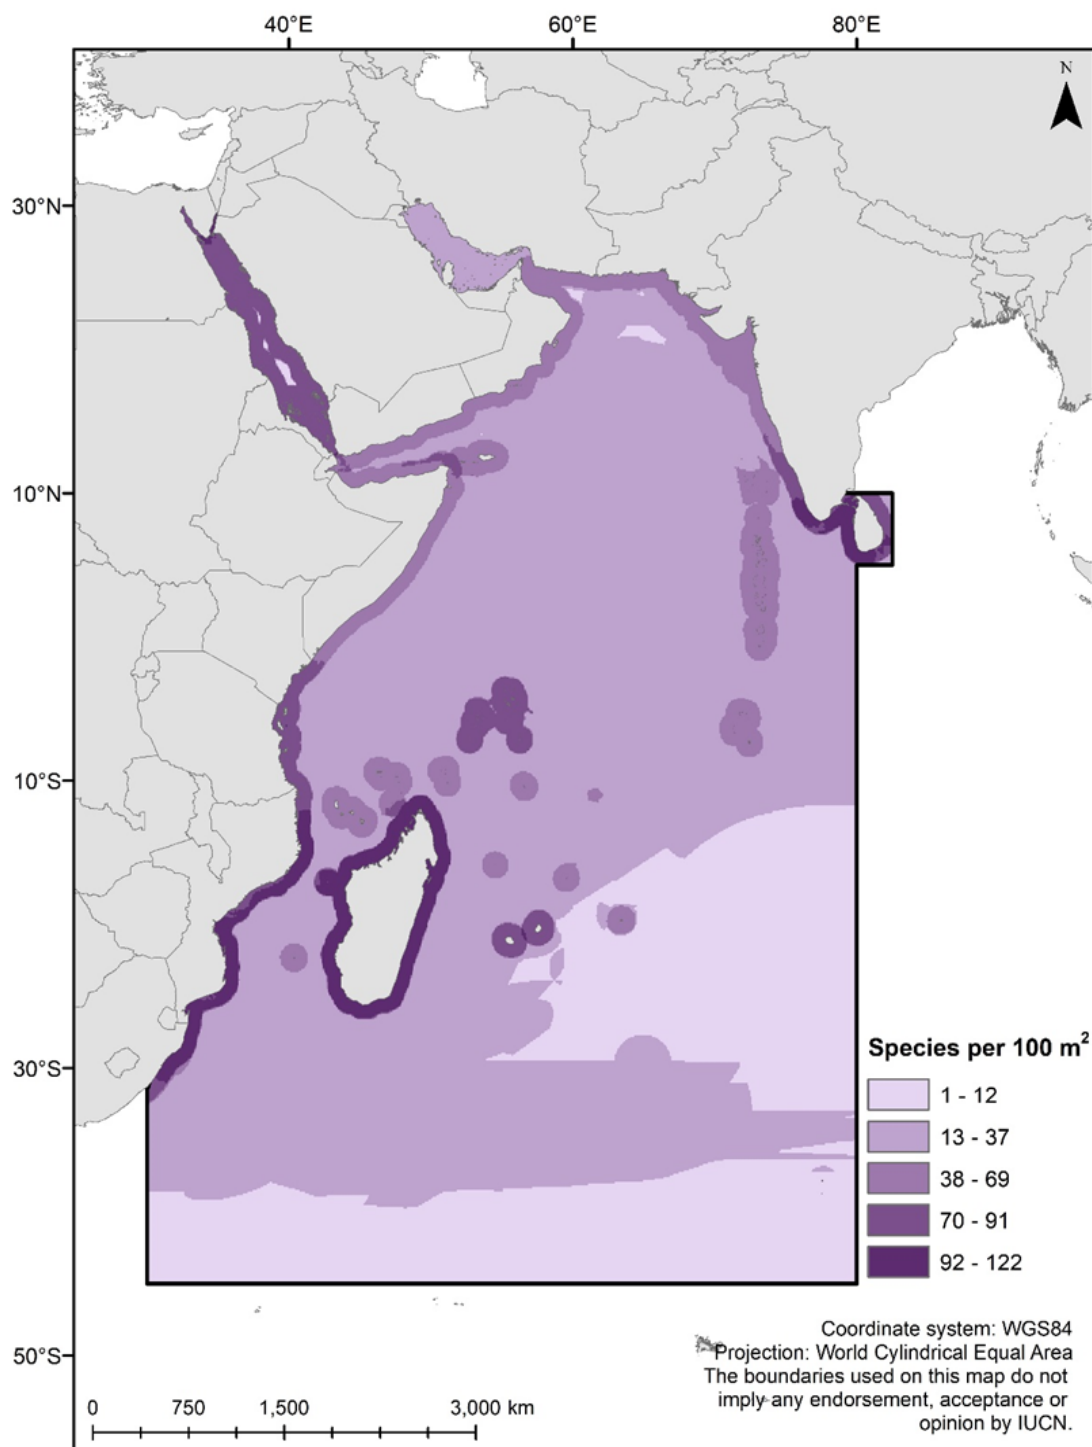 40°E 60°E 80°E
N
30°N
10°N
10°S
30°S
50°S
Species per 100 m²
1 - 12
13 - 37
38 - 69
70 - 91
92 - 122
Coordinate system: WGS84
Projection: World Cylindrical Equal Area
The boundaries used on this map do not
imply any endorsement, acceptance or
opinion by IUCN.
0 750 1,500 3,000 km